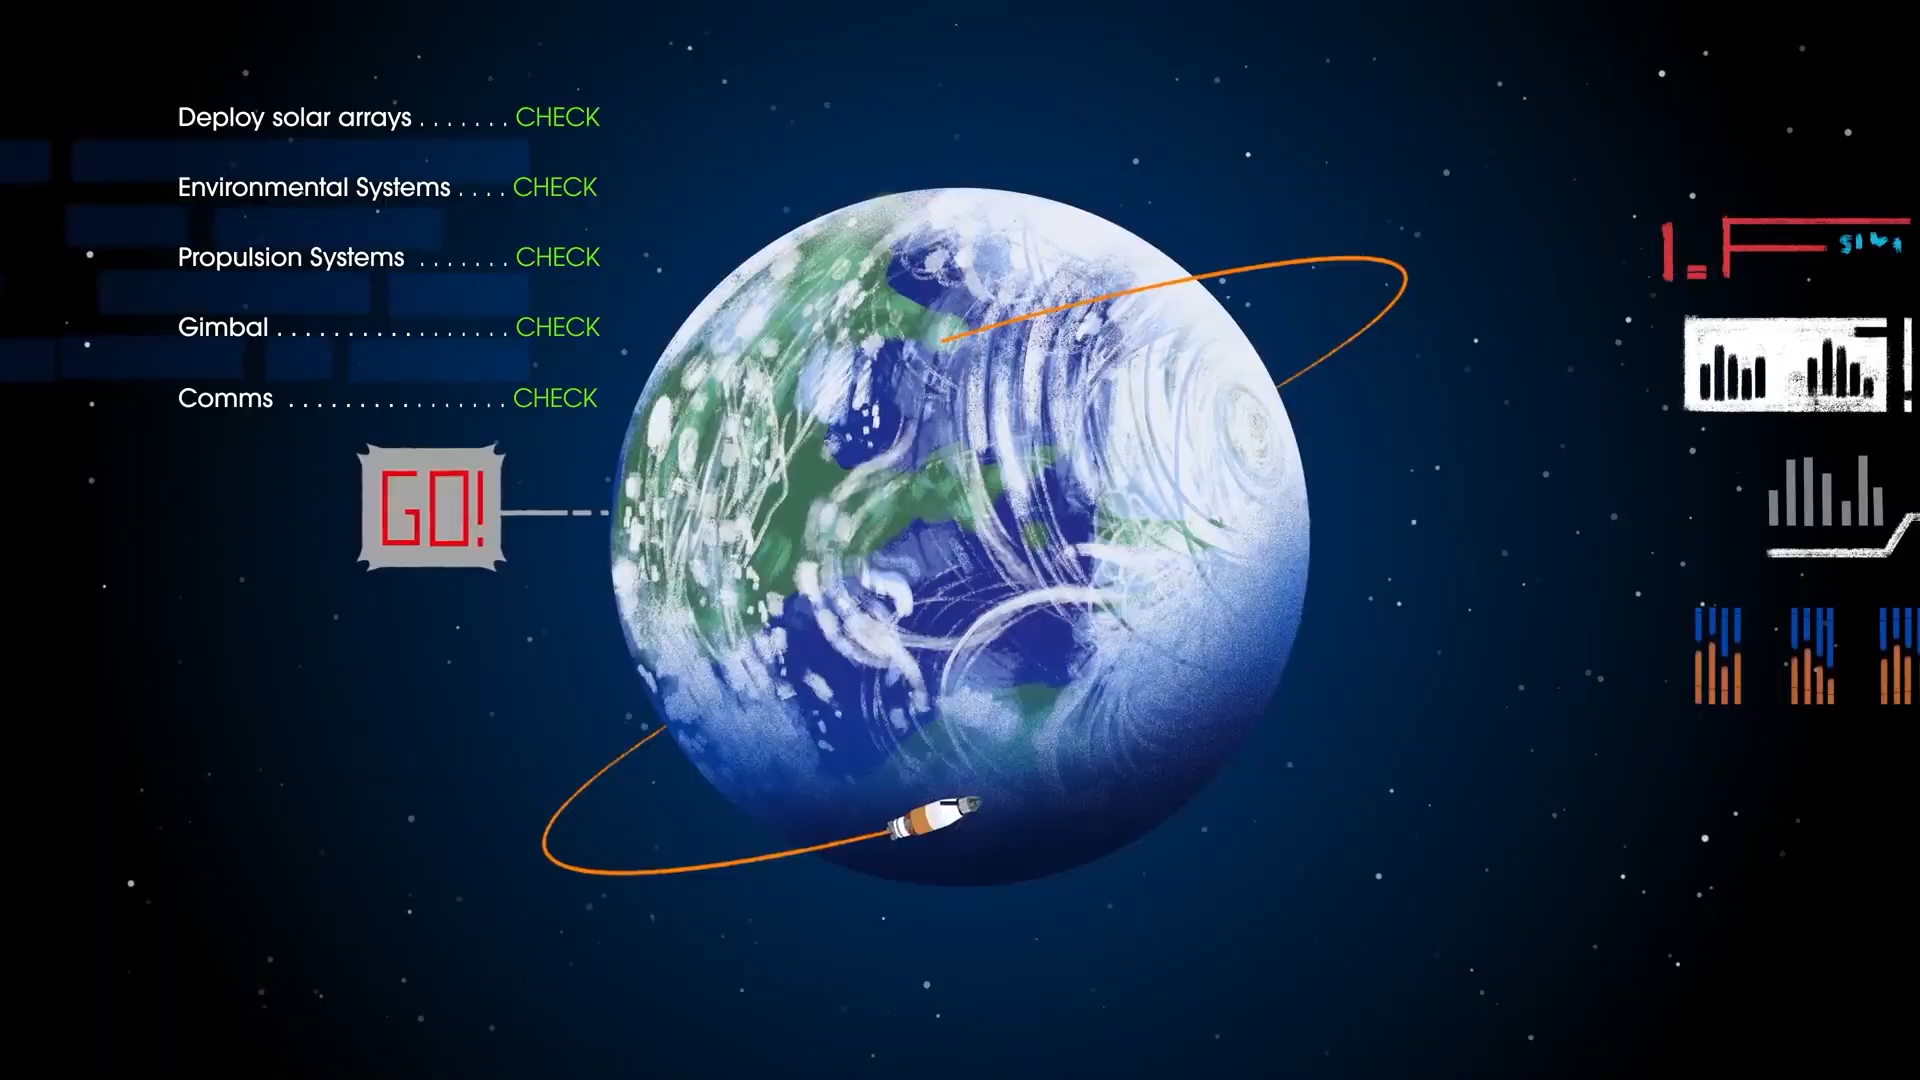 Deploy solar arrays . . . . . . . CHECK
Environmental Systems . . . . CHECK
Propulsion Systems . . . . . . . CHECK
Gimbal . . . . . . . . . . . . . . . . . CHECK
Comms . . . . . . . . . . . . . . . . CHECK
GO!